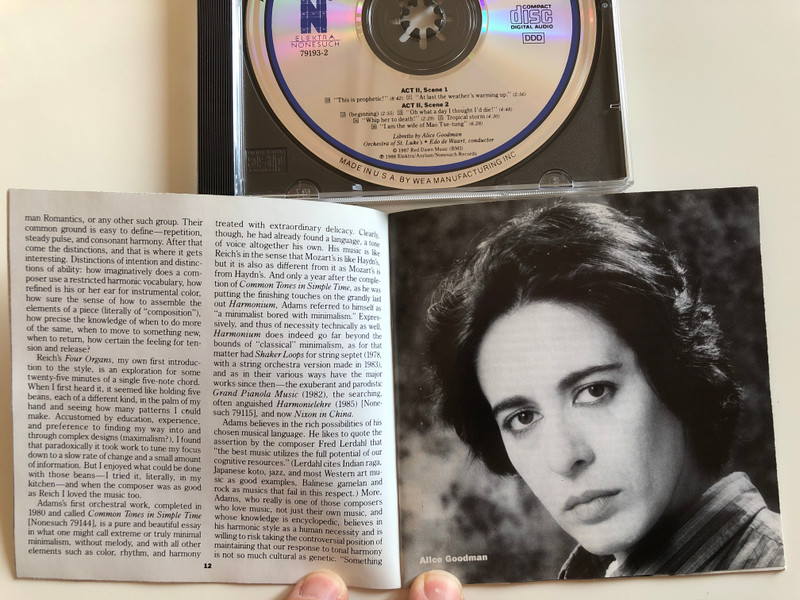 N
ELEKTRA
NONESUCH
79193-2
COMPACT
disc
DIGITAL AUDIO
DDD
ACT II, Scene 1
"This is prophetic!" (8:42) "At last the weather's warming up."
ACT II, Scene 2
(beginning) (2:55) "Oh what a day I thought I'd die!" (4:48)
"Whip her to death!" (2:29) Tropical storm (4:30)
"I am the wife of Mao Tse-tung"
Libretto by Alice Goodman
Orchestra of St. Luke's • Edo de Waart, conductor
℗ 1987 Red Dawn Music (BMI)
℗ 1988 Elektra/Asylum/Nonesuch Records
MADE IN U.S.A. BY WEA MANUFACTURING INC
man Romantics, or any other such group. Their
common ground is easy to define—repetition,
steady pulse, and consonant harmony. After that
come the distinctions, and that is where it gets
interesting. Distinctions of intention and distinc-
tions of ability: how imaginatively does a com-
poser use a restricted harmonic vocabulary, how
refined is his or her ear for instrumental color,
how sure the sense of how to assemble the
elements of a piece (literally of "composition"),
how precise the knowledge of when to do more
of the same, when to move to something new,
when to return, how certain the feeling for ten-
sion and release?
Reich's Four Organs, my own first introduc-
tion to the style, is an exploration for some
twenty-five minutes of a single five-note chord.
When I first heard it, it seemed like holding five
beans, each of a different kind, in the palm of my
hand and seeing how many patterns I could
make. Accustomed by education, experience,
and preference to finding my way into and
through complex designs (maximalism?), I found
that paradoxically it took work to tune my focus
down to a slow rate of change and a small amount
of information. But I enjoyed what could be done
with those beans—I tried it, literally, in my
kitchen—and when the composer was as good
as Reich I loved the music too.
Adams's first orchestral work, completed in
1980 and called Common Tones in Simple Time
[Nonesuch 79144], is a pure and beautiful essay
in what one might call extreme or truly minimal
minimalism, without melody, and with all other
elements such as color, rhythm, and harmony
12
treated with extraordinary delicacy. Clearly,
though, he had already found a language, a tone
of voice altogether his own. His music is like
Reich's in the sense that Mozart's is like Haydn's,
but it is also as different from it as Mozart's is
from Haydn's. And only a year after the comple-
tion of Common Tones in Simple Time, as he was
putting the finishing touches on the grandly laid
out Harmonium, Adams referred to himself as
"a minimalist bored with minimalism." Expres-
sively, and thus of necessity technically as well,
Harmonium does indeed go far beyond the
bounds of "classical" minimalism, as for that
matter had Shaker Loops for string septet (1978,
with a string orchestra version made in 1983),
and as in their various ways have the major
works since then—the exuberant and parodistic
Grand Pianola Music (1982), the searching,
often anguished Harmonielehre (1985) [None-
such 79115], and now Nixon in China.
Adams believes in the rich possibilities of his
chosen musical language. He likes to quote the
assertion by the composer Fred Lerdahl that
"the best music utilizes the full potential of our
cognitive resources." (Lerdahl cites Indian raga,
Japanese koto, jazz, and most Western art mu-
sic as good examples, Balinese gamelan and
rock as musics that fail in this respect.) More,
Adams, who really is one of those composers
who love music, not just their own music, and
whose knowledge is encyclopedic, believes in
his harmonic style as a human necessity and is
willing to risk taking the controversial position of
maintaining that our response to tonal harmony
is not so much cultural as genetic. "Something
Alice Goodman